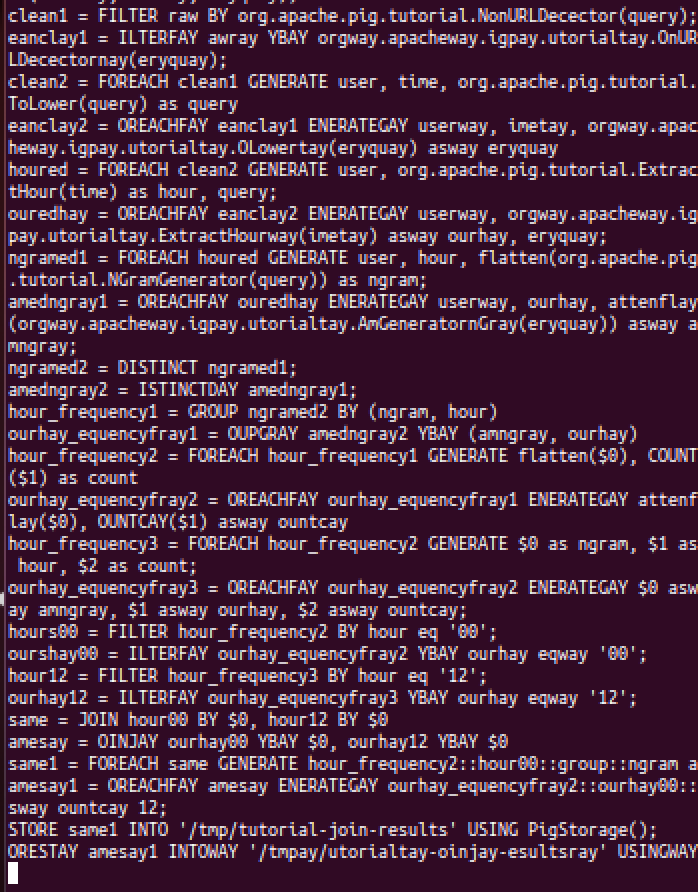 clean1 = FILTER raw BY org.apache.pig.tutorial.NonURLDecector(query);
eanclay1 = ILTERFAY awray YBAY orgway.apacheway.igpay.utorialtay.OnUR
LDecectornay(eryquay);
clean2 = FOREACH clean1 GENERATE user, time, org.apache.pig.tutorial.
ToLower(query) as query
eanclay2 = OREACHFAY eanclay1 ENERATEGAY userway, imetay, orgway.apac
heway.igpay.utorialtay.OLowertay(eryquay) asway eryquay
houred = FOREACH clean2 GENERATE user, org.apache.pig.tutorial.Extrac
tHour(time) as hour, query;
ouredhay = OREACHFAY eanclay2 ENERATEGAY userway, orgway.apacheway.ig
pay.utorialtay.ExtractHourway(imetay) asway ourhay, eryquay;
ngramed1 = FOREACH houred GENERATE user, hour, flatten(org.apache.pig
.tutorial.NGramGenerator(query)) as ngram;
amedngray1 = OREACHFAY ouredhay ENERATEGAY userway, ourhay, attenflay
(orgway.apacheway.igpay.utorialtay.AmGeneratornGray(eryquay)) asway a
mngray;
ngramed2 = DISTINCT ngramed1;
amedngray2 = ISTINCTDAY amedngray1;
hour_frequency1 = GROUP ngramed2 BY (ngram, hour)
ourhay_equencyfray1 = OUPGRAY amedngray2 YBAY (amngray, ourhay)
hour_frequency2 = FOREACH hour_frequency1 GENERATE flatten($0), COUNT
($1) as count
ourhay_equencyfray2 = OREACHFAY ourhay_equencyfray1 ENERATEGAY attenf
lay($0), OUNTCAY($1) asway ountcay
hour_frequency3 = FOREACH hour_frequency2 GENERATE $0 as ngram, $1 as
hour, $2 as count;
ourhay_equencyfray3 = OREACHFAY ourhay_equencyfray2 ENERATEGAY $0 asw
ay amngray, $1 asway ourhay, $2 asway ountcay;
hours00 = FILTER hour_frequency2 BY hour eq '00';
ourshay00 = ILTERFAY ourhay_equencyfray2 YBAY ourhay eqway '00';
hour12 = FILTER hour_frequency3 BY hour eq '12';
ourhay12 = ILTERFAY ourhay_equencyfray3 YBAY ourhay eqway '12';
same = JOIN hour00 BY $0, hour12 BY $0
amesay = OINJAY ourhay00 YBAY $0, ourhay12 YBAY $0
same1 = FOREACH same GENERATE hour_frequency2::hour00::group::ngram a
amesay1 = OREACHFAY amesay ENERATEGAY ourhay_equencyfray2::ourhay00::
sway ountcay 12;
STORE same1 INTO '/tmp/tutorial-join-results' USING PigStorage();
ORESTAY amesay1 INTOWAY '/tmpay/utorialtay-oinjay-esultsray' USINGWAY